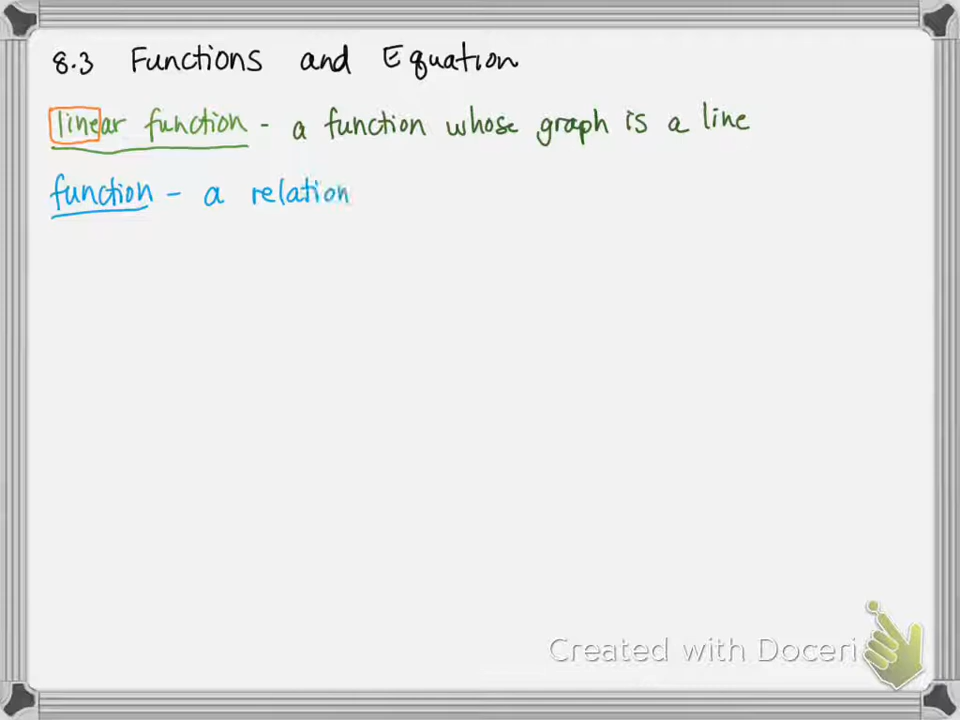 8.3 Functions and Equation
linear function - a function whose graph is a line
function - a relation
Created with Doceri